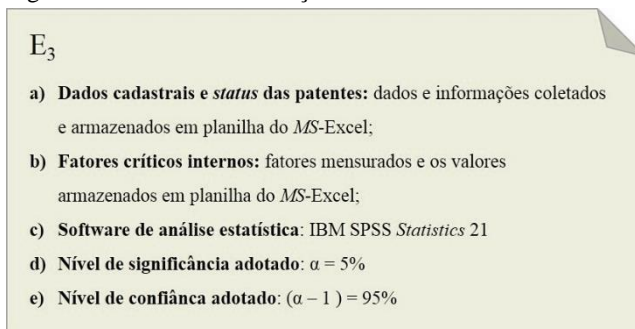 E₃
a) Dados cadastrais e status das patentes: dados e informações coletados
e armazenados em planilha do MS-Excel;
b) Fatores críticos internos: fatores mensurados e os valores
armazenados em planilha do MS-Excel;
c) Software de análise estatística: IBM SPSS Statistics 21
d) Nível de significância adotado: α = 5%
e) Nível de confiânca adotado: (α – 1 ) = 95%